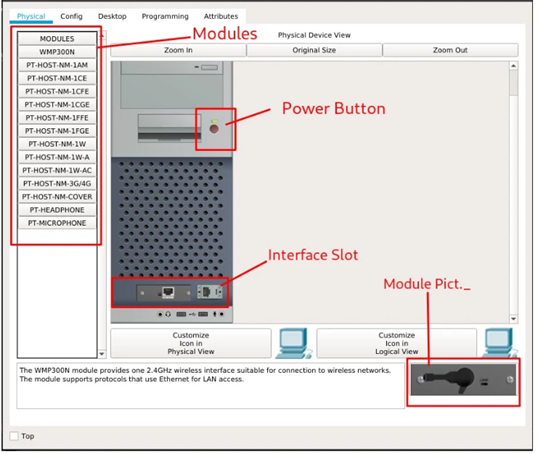 Physical Config Desktop Programming Attributes
MODULES
WMP300N
PT-HOST-NM-1AM
PT-HOST-NM-1CE
PT-HOST-NM-1CFE
PT-HOST-NM-1CGE
PT-HOST-NM-1FFE
PT-HOST-NM-1FGE
PT-HOST-NM-1W
PT-HOST-NM-1W-A
PT-HOST-NM-1W-AC
PT-HOST-NM-3G/4G
PT-HOST-NM-COVER
PT-HEADPHONE
PT-MICROPHONE
Modules
Physical Device View
Zoom In Original Size Zoom Out
Power Button
Interface Slot
Module Pict._
Customize
Icon in
Physical View
Customize
Icon in
Logical View
The WMP300N module provides one 2.4GHz wireless interface suitable for connection to wireless networks.
The module supports protocols that use Ethernet for LAN access.
Top